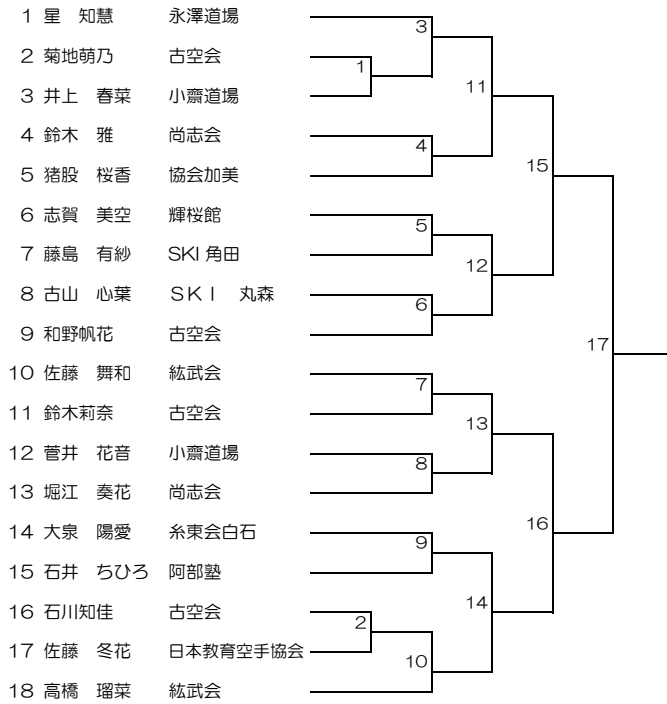 1 星　知慧 永澤道場
2 菊地萌乃 古空会
3 井上　春菜 小齋道場
4 鈴木　雅 尚志会
5 猪股　桜香 協会加美
6 志賀　美空 輝桜館
7 藤島　有紗 SKI 角田
8 古山　心葉 ＳＫＩ　丸森
9 和野帆花 古空会
10 佐藤　舞和 絃武会
11 鈴木莉奈 古空会
12 菅井　花音 小齋道場
13 堀江　奏花 尚志会
14 大泉　陽愛 糸東会白石
15 石井　ちひろ 阿部塾
16 石川知佳 古空会
17 佐藤　冬花 日本教育空手協会
18 高橋　瑠菜 絃武会
1
2
3
4
5
6
7
8
9
10
11
12
13
14
15
16
17